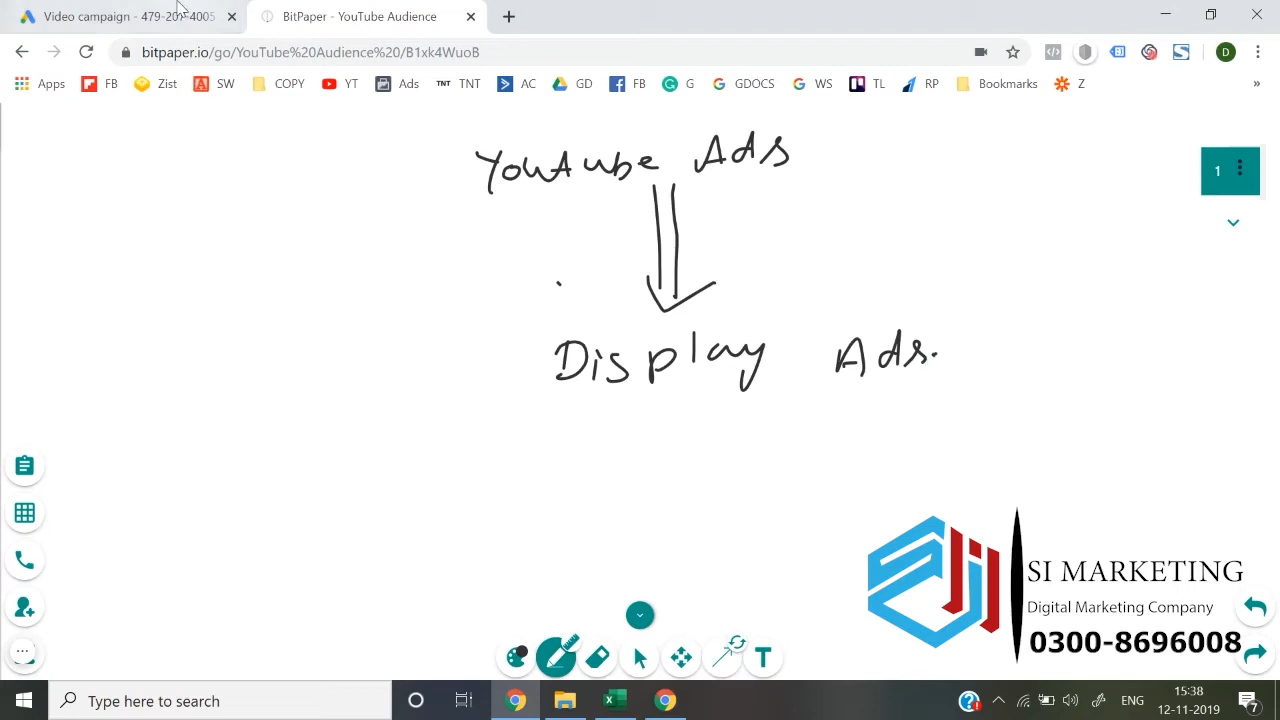 Video campaign - 479-207-4005
BitPaper - YouTube Audience
bitpaper.io/go/YouTube%20Audience%20/B1xk4WuoB
D
Apps FB Zist SW COPY YT Ads TNT TNT AC GD FB G GDOCS WS TL RP Bookmarks Z »
YouTube Ads
1
Display Ads.
SI MARKETING
Digital Marketing Company
0300-8696008
T
Type here to search
ENG
15:38
12-11-2019
7